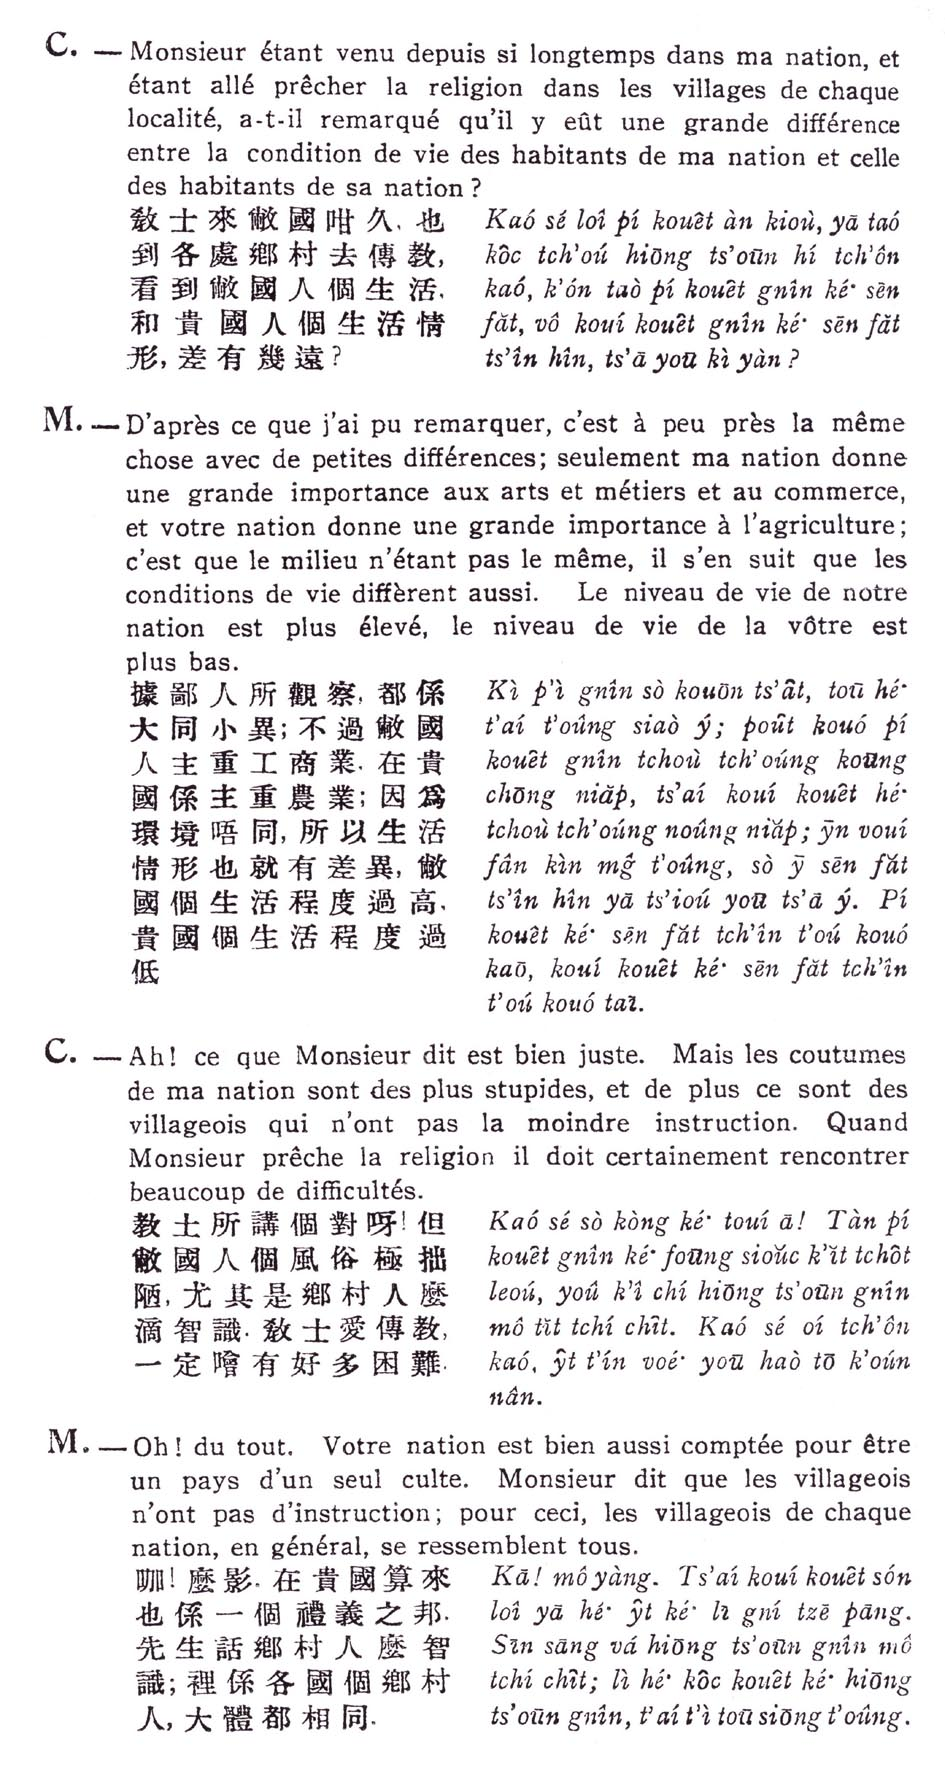 C. — Monsieur étant venu depuis si longtemps dans ma nation, et
étant allé prêcher la religion dans les villages de chaque
localité, a-t-il remarqué qu'il y eût une grande différence
entre la condition de vie des habitants de ma nation et celle
des habitants de sa nation ?
敎士來敝國咁久、也
到各處鄕村去傳教,
看到敝國人個生活、
和貴國人個生活情
形, 差有幾遠?
Kaó sé loî pí kouêt àn kioù, yā taó
kôc tch'oú hiōng ts'oūn hí tch'ôn
kaó, k'ón taò pí kouêt gnîn ké· sēn
făt, vô kouí kouêt gnîn ké· sēn făt
ts'în hîn, ts'ā yoū kì yàn ?
M. — D'après ce que j'ai pu remarquer, c'est à peu près la même
chose avec de petites différences; seulement ma nation donne
une grande importance aux arts et métiers et au commerce,
et votre nation donne une grande importance à l'agriculture;
c'est que le milieu n'étant pas le même, il s'en suit que les
conditions de vie diffèrent aussi. Le niveau de vie de notre
nation est plus élevé, le niveau de vie de la vôtre est
plus bas.
據鄙人所觀察, 都係
大同小異; 不過敝國
人主重工商業、在貴
國係主重農業; 因爲
環境唔同, 所以生活
情形也就有差異, 敝
國個生活程度過高、
貴國個生活程度過
低
Kì p'ì gnîn sò kouōn ts'ât, toū hé·
t'aí t'oûng siaò ý; poût kouó pí
kouêt gnîn tchoù tch'oúng koūng
chōng niăp, ts'aí kouí kouêt hé·
tchoù tch'oúng noûng niăp; ȳn vouí
fân kìn mĝ t'oûng, sò ȳ sēn făt
ts'în hîn yā ts'ioú yoū ts'ā ý. Pí
kouêt ké· sēn făt tch'în t'oú kouó
kaō, kouí kouêt ké· sēn făt tch'în
t'oú kouó taī.
C. — Ah! ce que Monsieur dit est bien juste. Mais les coutumes
de ma nation sont des plus stupides, et de plus ce sont des
villageois qui n'ont pas la moindre instruction. Quand
Monsieur prêche la religion il doit certainement rencontrer
beaucoup de difficultés.
教士所講個對呀! 但
敝國人個風俗極拙
陋, 尤其是鄕村人麼
滴智識. 敎士愛傳教,
一定噲有好多困難.
Kaó sé sò kòng ké· touí ā! Tàn pí
kouêt gnîn ké· foūng sioŭc k'ĭt tchôt
leoú, yoû k'î chí hiōng ts'oūn gnîn
mô tĭt tchí chît. Kaó sé oí tch'ôn
kaó, ŷt t'ín voé· yoū haò tō k'oún
nân.
M. — Oh! du tout. Votre nation est bien aussi comptée pour être
un pays d'un seul culte. Monsieur dit que les villageois
n'ont pas d'instruction; pour ceci, les villageois de chaque
nation, en général, se ressemblent tous.
咖! 麼影. 在貴國算來
也係一個禮義之邦.
先生話鄕村人麼智
識; 裡係各國個鄕村
人, 大體都相同.
Kā! mô yàng. Ts'aí kouí kouêt són
loî yā hé· ŷt ké· lī gní tzē pāng.
Sīn sāng vá hiōng ts'oūn gnîn mô
tchí chît; lì hé· kôc kouêt ké· hiōng
ts'oūn gnîn, t'aí t'ì toū siōng t'oûng.